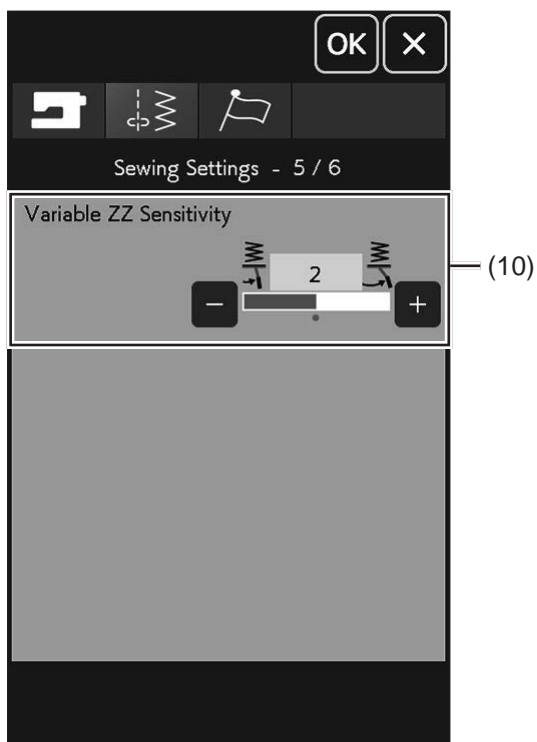 OK ×
Sewing Settings - 5 / 6
Variable ZZ Sensitivity
2
− +
(10)